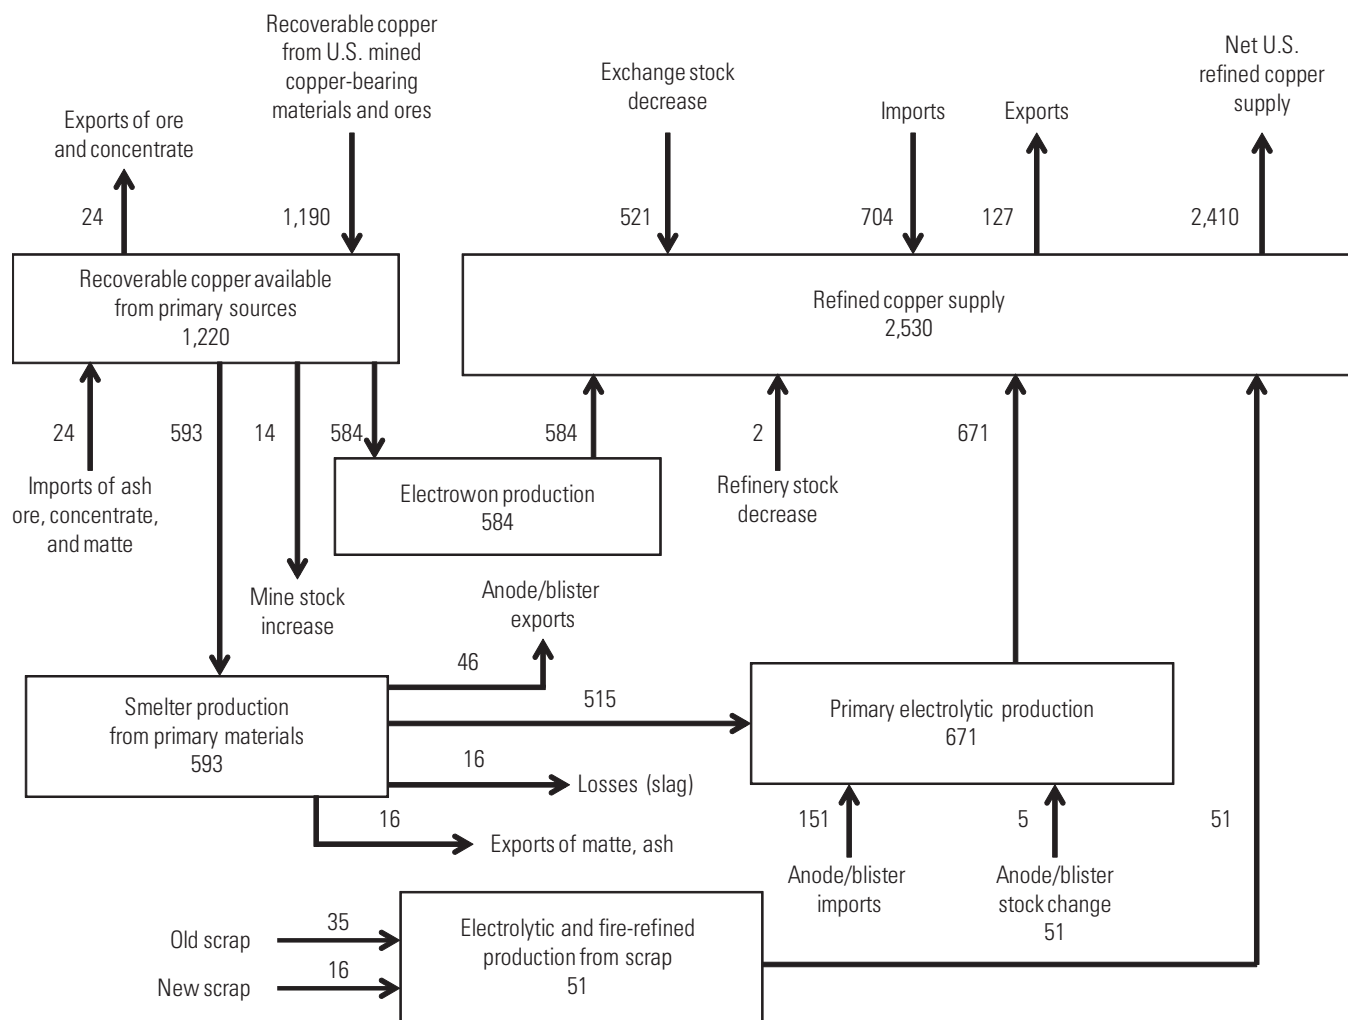 Recoverable copper
from U.S. mined
copper-bearing
materials and ores
Net U.S.
refined copper
supply
Exchange stock
decrease
Imports
Exports
Exports of ore
and concentrate
24
1,190
521
704
127
2,410
Recoverable copper available
from primary sources
1,220
Refined copper supply
2,530
24
593
14
584
584
2
671
Imports of ash
ore, concentrate,
and matte
Electrowon production
584
Refinery stock
decrease
Mine stock
increase
Anode/blister
exports
46
515
Smelter production
from primary materials
593
Primary electrolytic production
671
16
Losses (slag)
16
Exports of matte, ash
151
5
51
Anode/blister
imports
Anode/blister
stock change
51
Old scrap
35
New scrap
16
Electrolytic and fire-refined
production from scrap
51